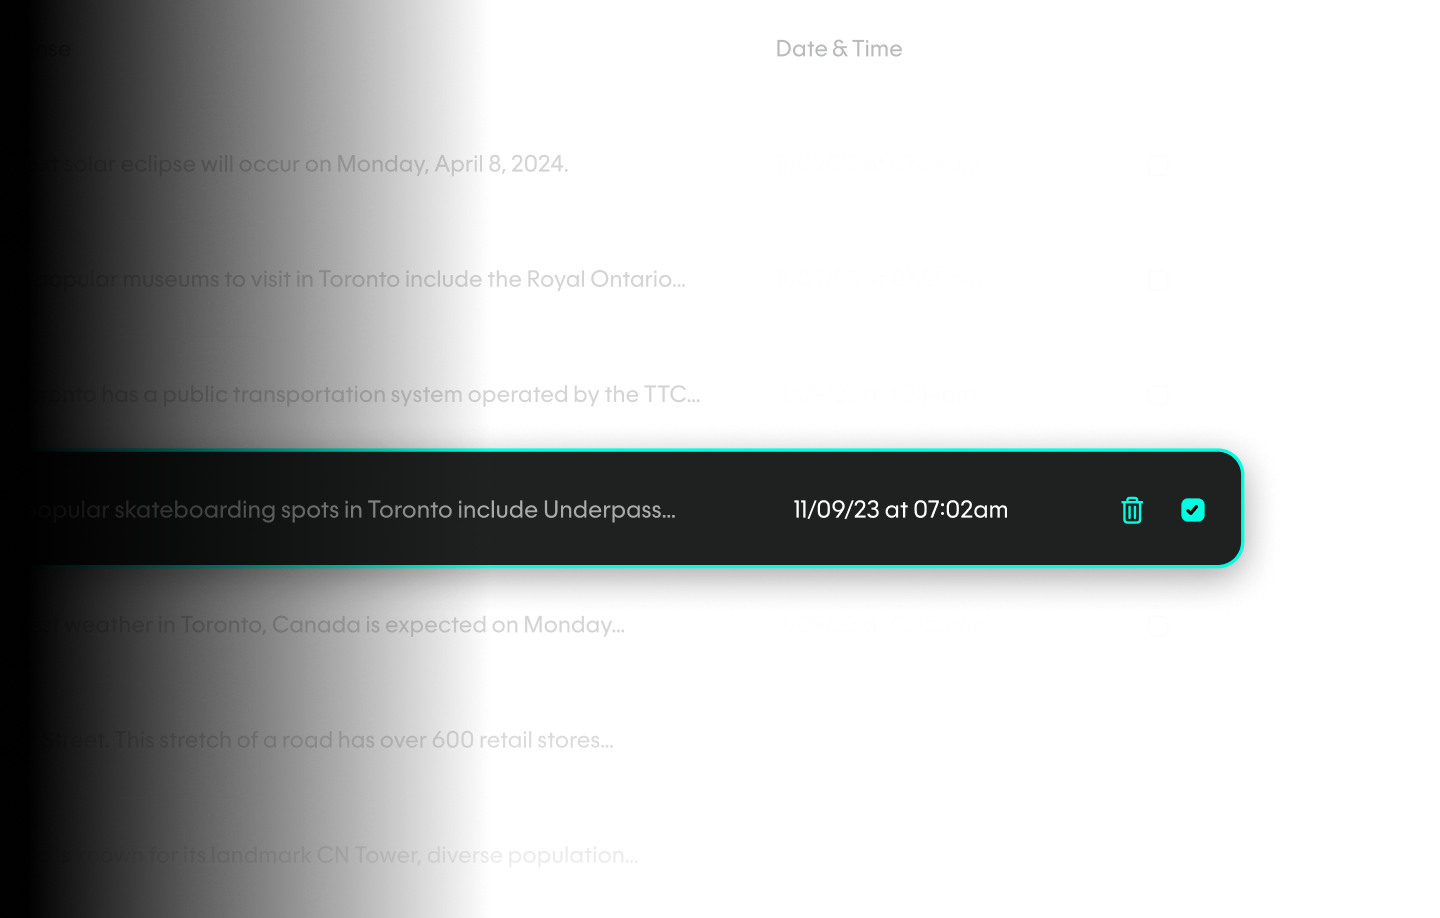 Date & Time
solar eclipse will occur on Monday, April 8, 2024.
popular museums to visit in Toronto include the Royal Ontario...
has a public transportation system operated by the TTC...
popular skateboarding spots in Toronto include Underpass... 11/09/23 at 07:02am
weather in Toronto, Canada is expected on Monday...
This stretch of a road has over 600 retail stores...
known for its landmark CN Tower, diverse population...